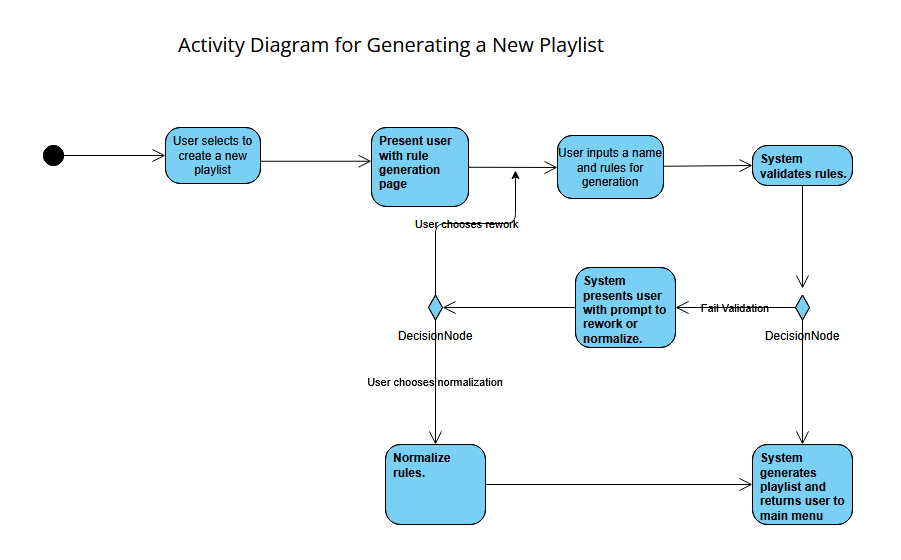 Activity Diagram for Generating a New Playlist
User selects to
create a new
playlist
Present user
with rule
generation
page
User inputs a name
and rules for
generation
System
validates rules.
User chooses rework
System
presents user
with prompt to
rework or
normalize.
Fail Validation
DecisionNode
DecisionNode
User chooses normalization
Normalize
rules.
System
generates
playlist and
returns user to
main menu